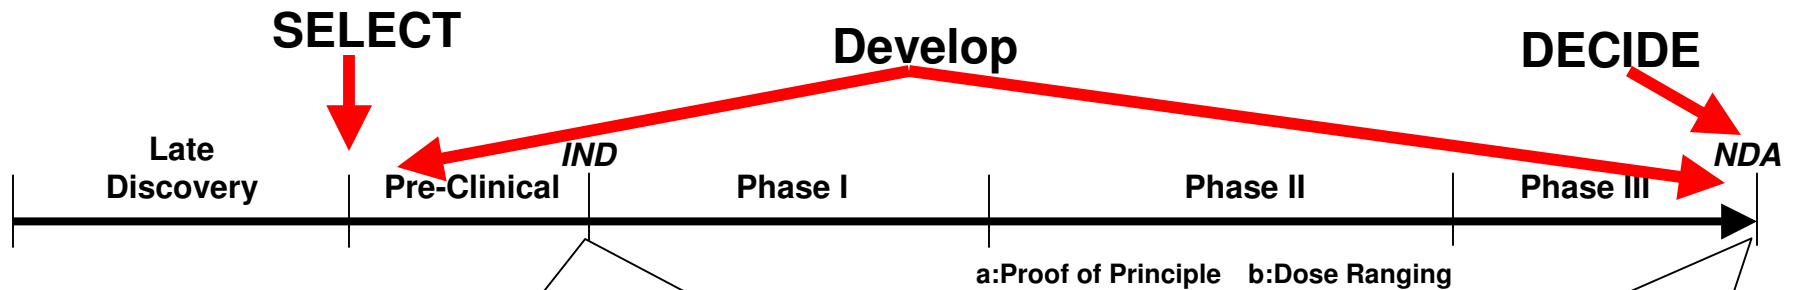 SELECT
Develop
DECIDE
Late
Discovery
Pre-Clinical
IND
Phase I
Phase II
Phase III
NDA
a:Proof of Principle b:Dose Ranging